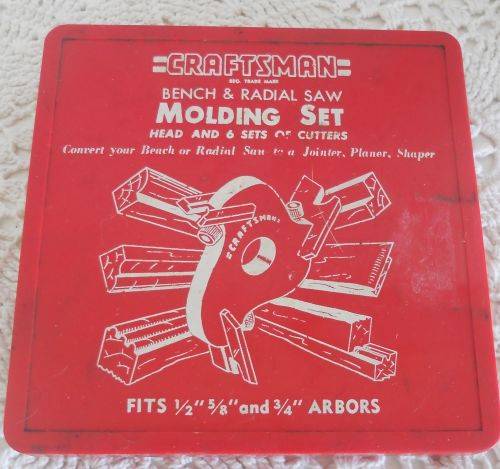 CRAFTSMAN
REG. TRADE MARK
BENCH & RADIAL SAW
MOLDING SET
HEAD AND 6 SETS OF CUTTERS
Convert your Bench or Radial Saw to a Jointer, Planer, Shaper
CRAFTSMAN
FITS 1/2" 5/8" and 3/4" ARBORS